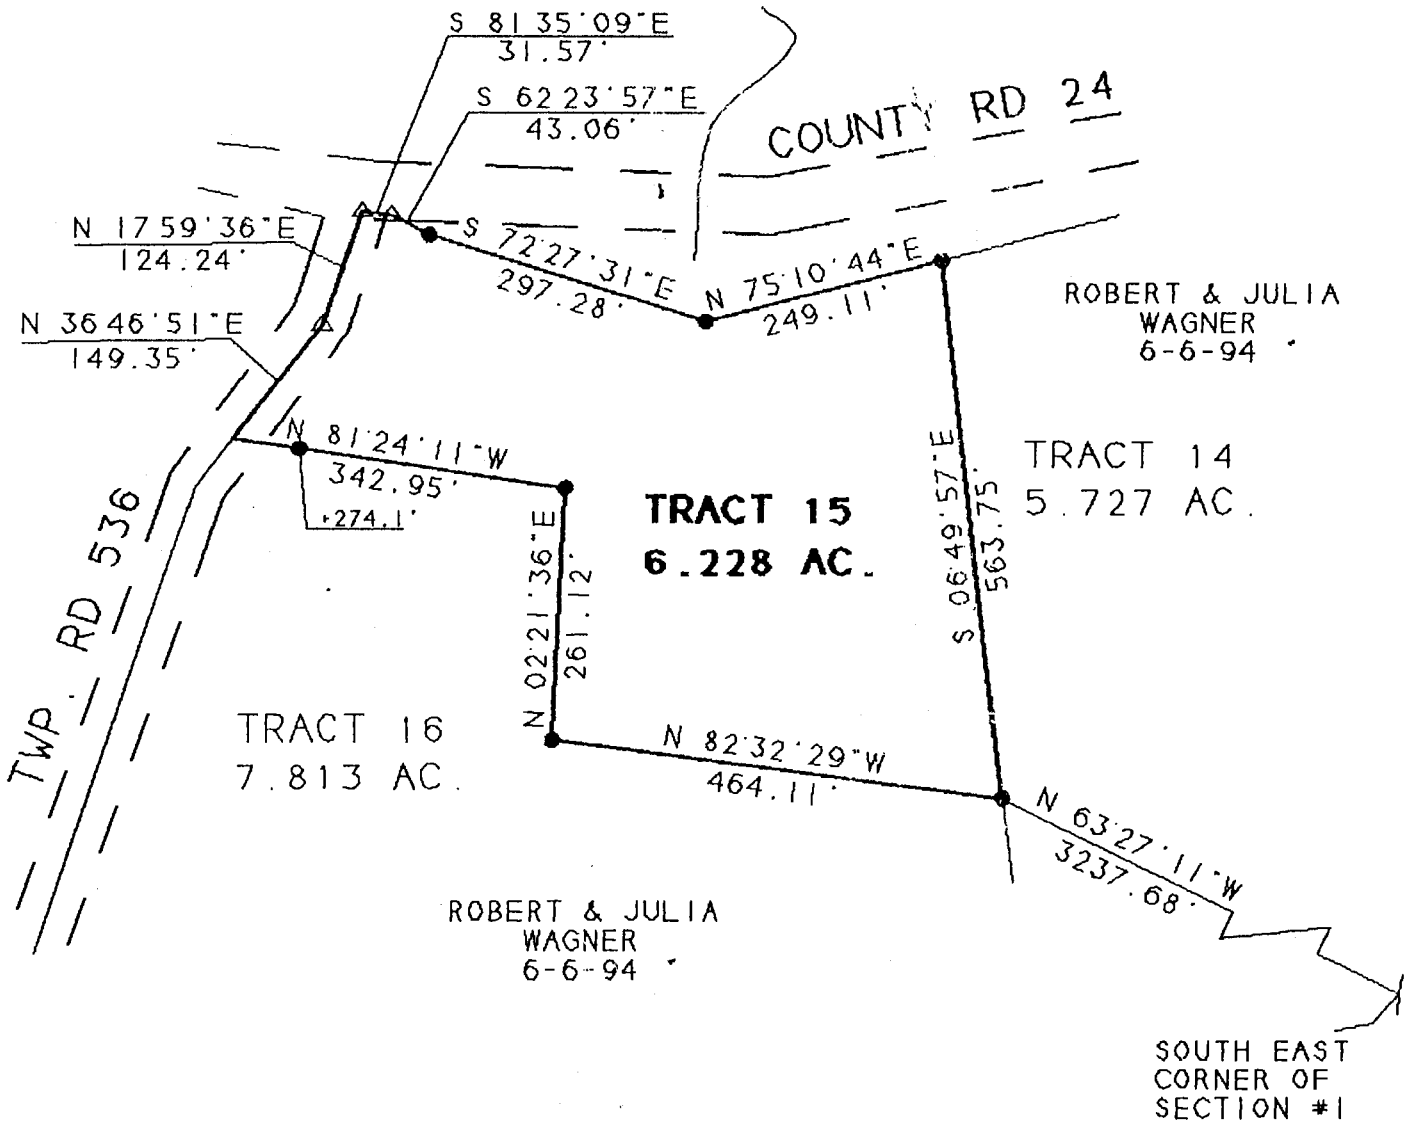 S 81°35'09"E
31.57'
S 62°23'57"E
43.06'
COUNTY RD 24
N 17°59'36"E
124.24'
S 72°27'31"E
297.28'
N 75°10'44"E
249.11'
ROBERT & JULIA
WAGNER
6-6-94
N 36°46'51"E
149.35'
N 81°24'11"W
342.95'
+274.1'
TRACT 15
6.228 AC.
TRACT 14
5.727 AC.
S 06°49'57"E
563.75'
N 02°21'36"E
261.12'
TWP. RD 536
TRACT 16
7.813 AC.
N 82°32'29"W
464.11'
N 63°27'11"W
3237.68'
ROBERT & JULIA
WAGNER
6-6-94
SOUTH EAST
CORNER OF
SECTION #1